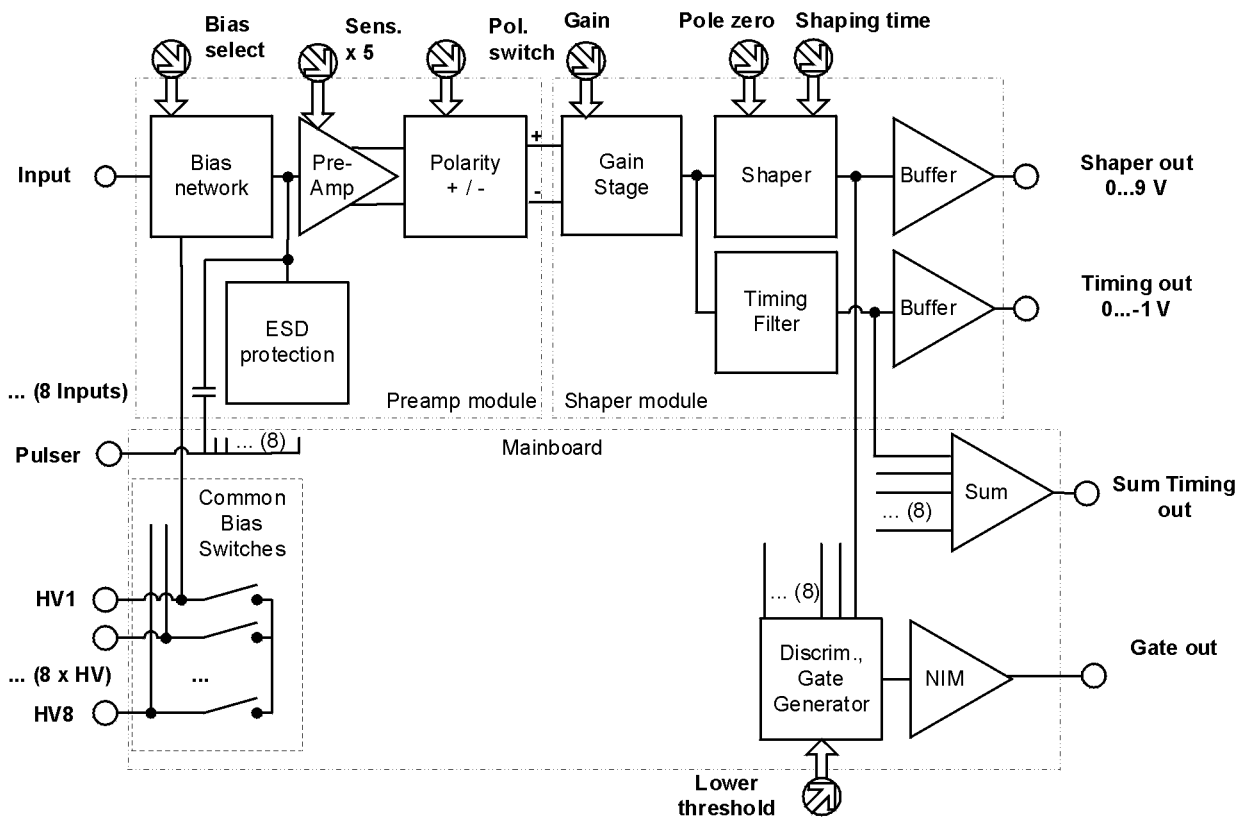 Bias
select
Sens.
x 5
Pol.
switch
Gain
Pole zero
Shaping time
Input
Bias
network
Pre-
Amp
Polarity
+ / -
+
-
Gain
Stage
Shaper
Buffer
Shaper out
0...9 V
Timing
Filter
Buffer
Timing out
0...-1 V
ESD
protection
... (8 Inputs)
Preamp module
Shaper module
Pulser
... (8)
Mainboard
Common
Bias
Switches
Sum
... (8)
Sum Timing
out
HV1
... (8 x HV)
...
HV8
... (8)
Discrim.,
Gate
Generator
NIM
Gate out
Lower
threshold